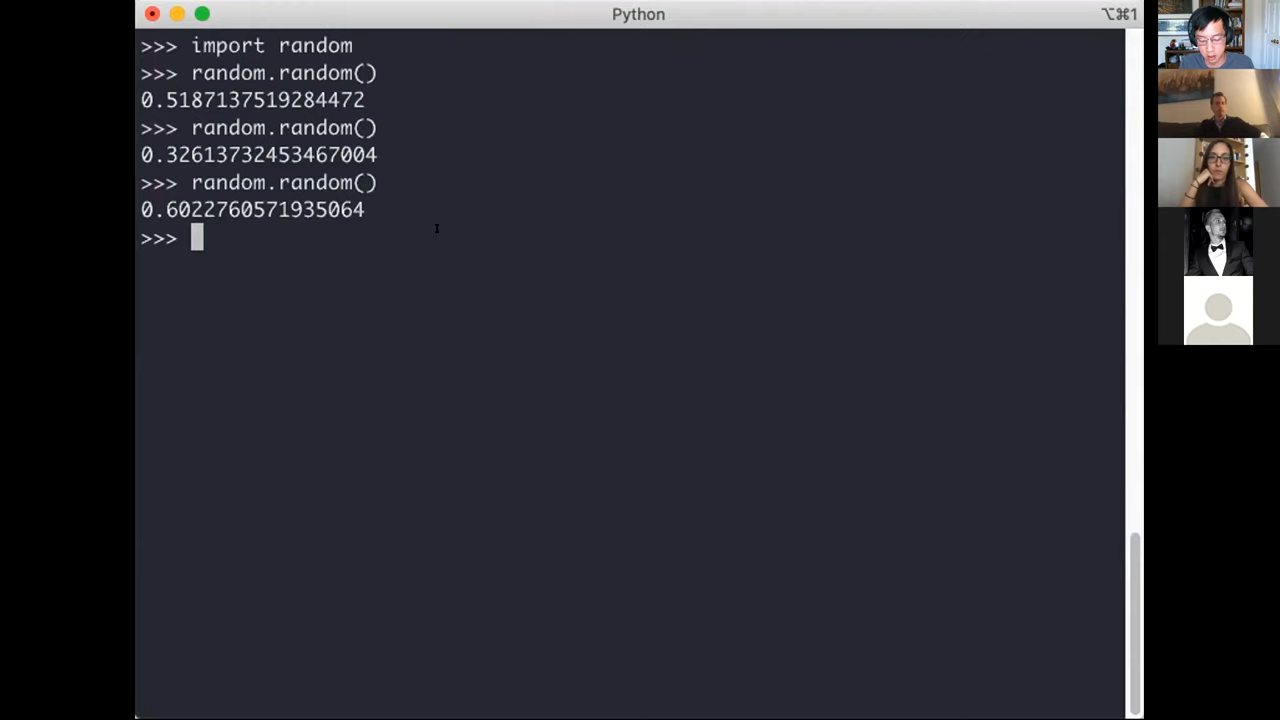 Python
⌥⌘1
>>> import random
>>> random.random()
0.5187137519284472
>>> random.random()
0.32613732453467004
>>> random.random()
0.6022760571935064
>>>